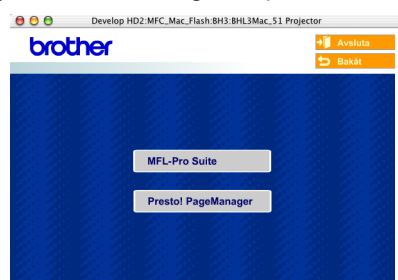 Develop HD2:MFC_Mac_Flash:BH3:BHL3Mac_51 Projector
brother
Avsluta
Bakåt
MFL-Pro Suite
Presto! PageManager